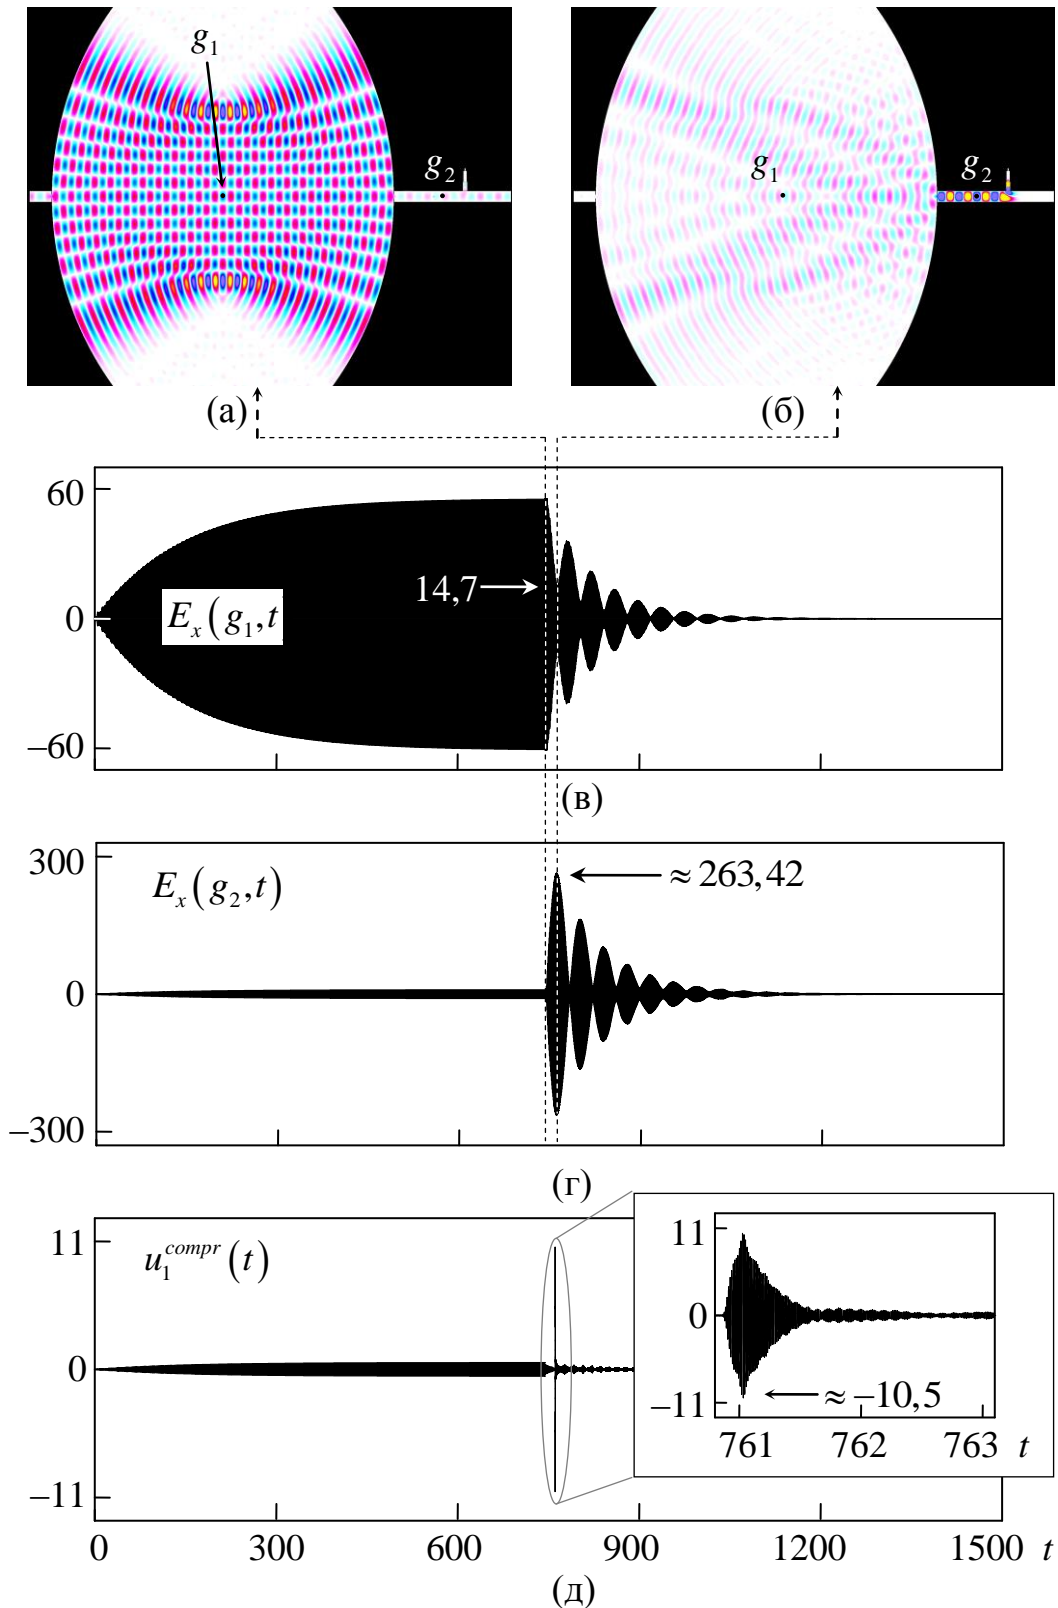 g₁
g₂
g₁
g₂
(а)
(б)
60
0
−60
14,7
Eₓ(g₁,t
(в)
300
0
−300
Eₓ(g₂,t)
≈ 263,42
(г)
11
0
−11
u₁ᶜᵒᵐᵖʳ(t)
11
0
−11
≈ −10,5
761 762 763 t
0 300 600 900 1200 1500 t
(д)